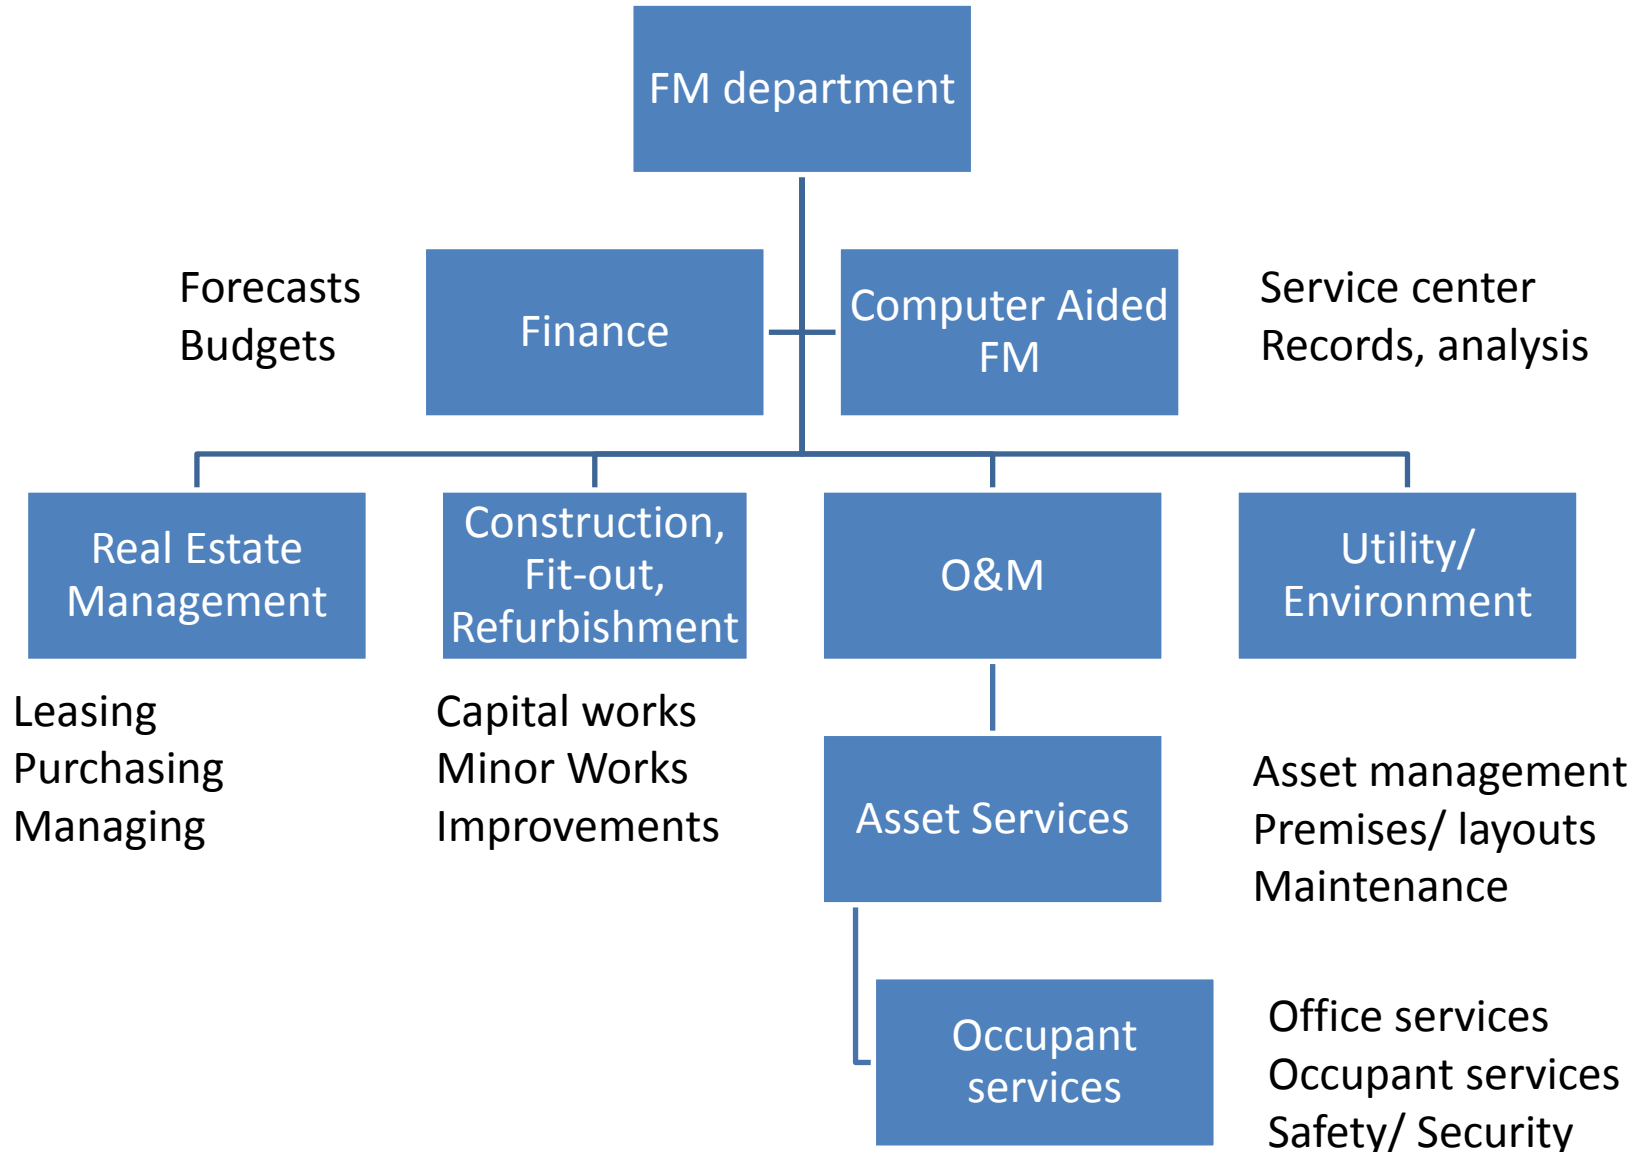 FM department
Forecasts
Budgets
Finance
Computer Aided
FM
Service center
Records, analysis
Real Estate
Management
Construction,
Fit-out,
Refurbishment
O&M
Utility/
Environment
Leasing
Purchasing
Managing
Capital works
Minor Works
Improvements
Asset Services
Asset management
Premises/ layouts
Maintenance
Occupant
services
Office services
Occupant services
Safety/ Security